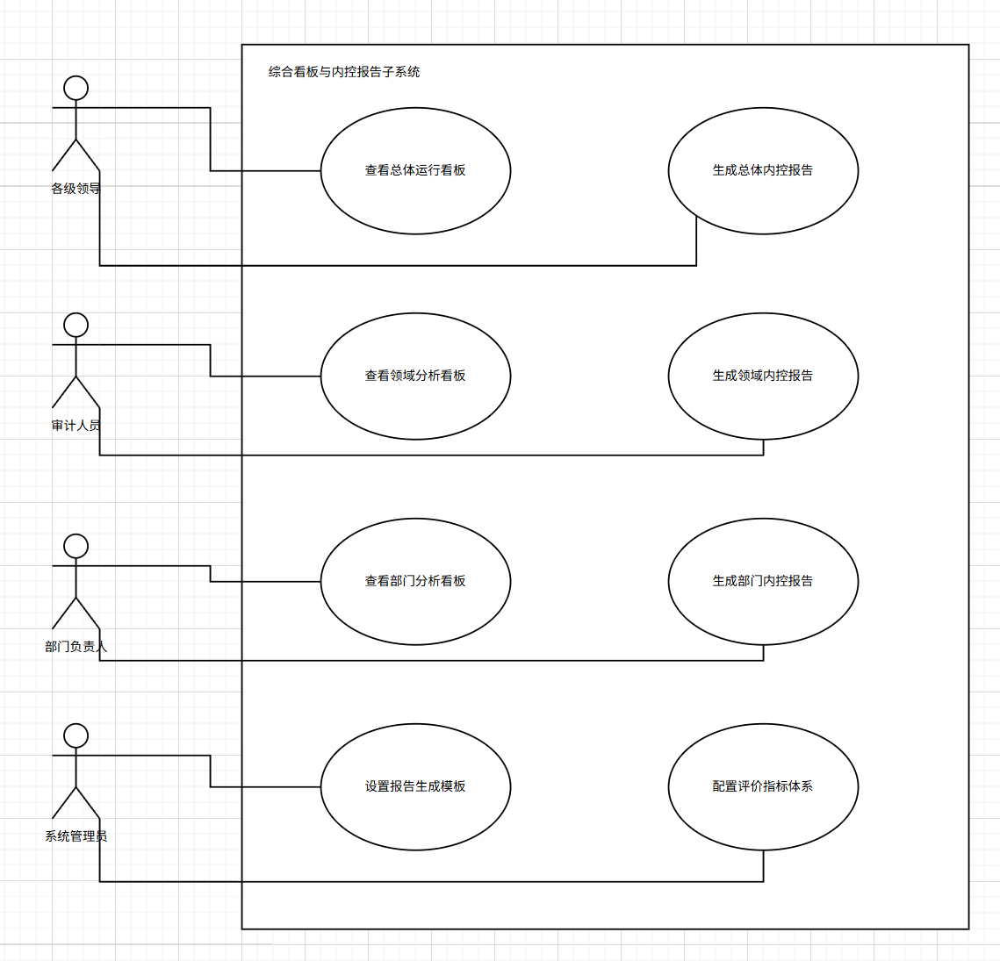 综合看板与内控报告子系统
查看总体运行看板
生成总体内控报告
各级领导
查看领域分析看板
生成领域内控报告
审计人员
查看部门分析看板
生成部门内控报告
部门负责人
设置报告生成模板
配置评价指标体系
系统管理员